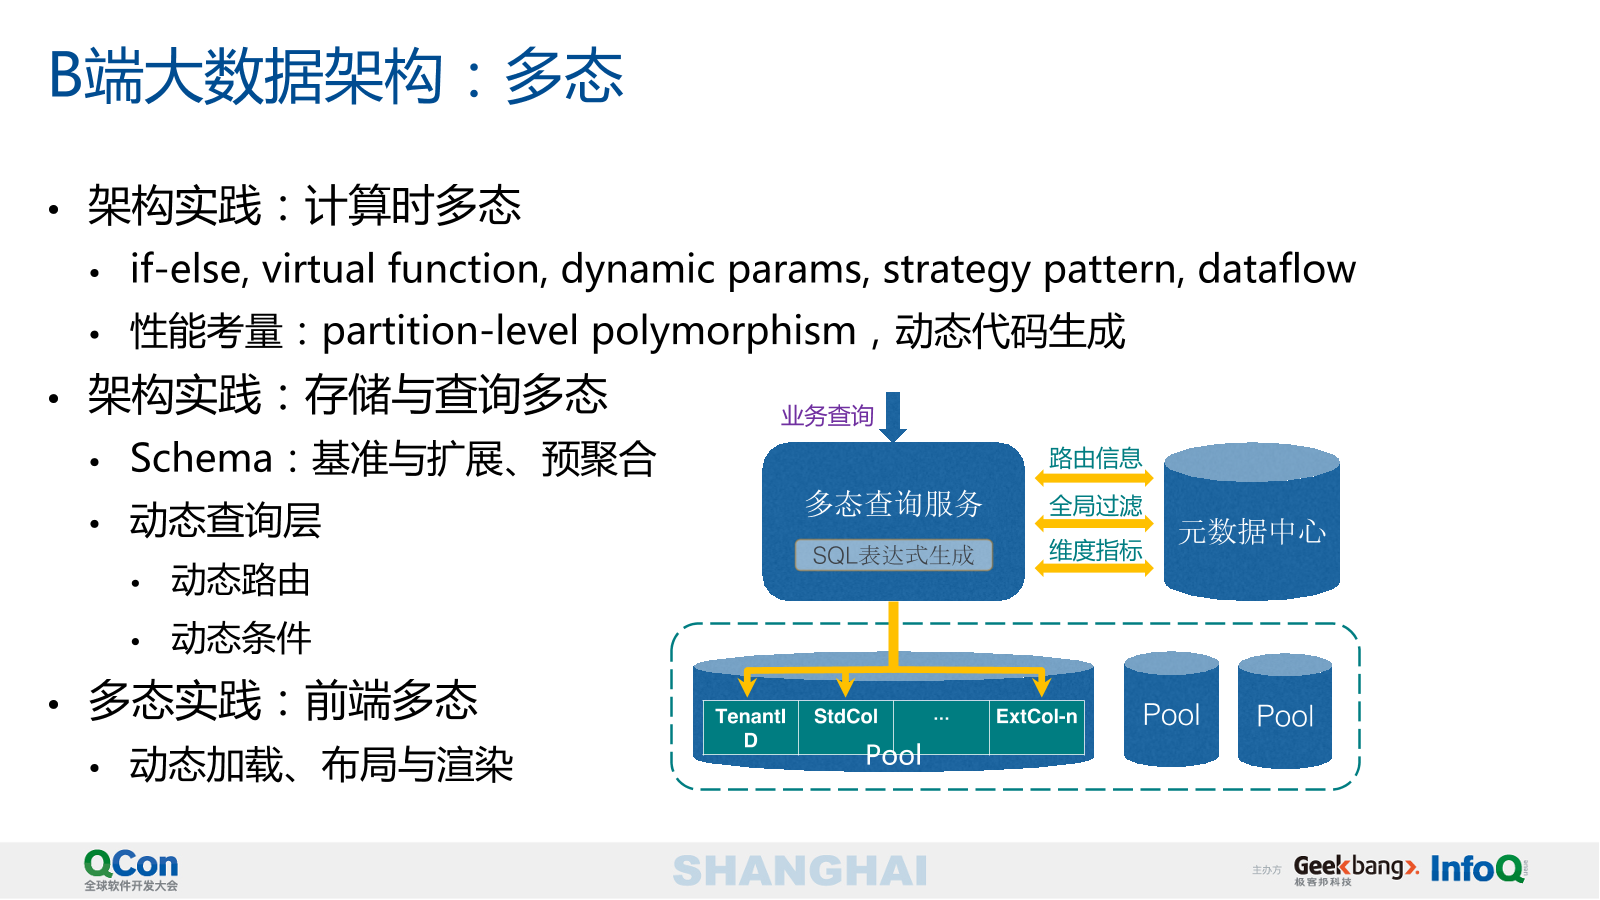 B端大数据架构：多态
• 架构实践：计算时多态
• if-else, virtual function, dynamic params, strategy pattern, dataflow
• 性能考量：partition-level polymorphism，动态代码生成
• 架构实践：存储与查询多态
• Schema：基准与扩展、预聚合
• 动态查询层
• 动态路由
• 动态条件
• 多态实践：前端多态
• 动态加载、布局与渲染
业务查询
多态查询服务
SQL表达式生成
路由信息
全局过滤
维度指标
元数据中心
TenantI
D
StdCol
...
ExtCol-n
Pool
Pool
Pool
QCon
全球软件开发大会
SHANGHAI
主办方
Geekbang
极客邦科技
InfoQ